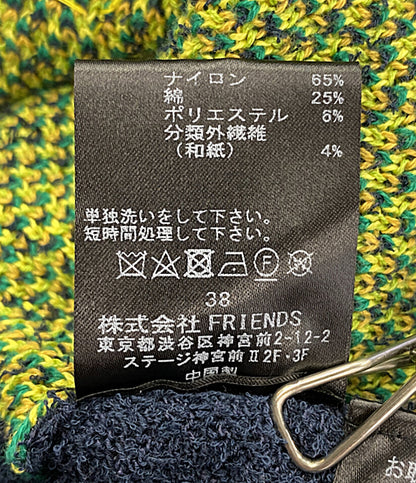 ナイロン 65%
綿 25%
ポリエステル 6%
分類外繊維
(和紙) 4%
単独洗いをして下さい。
短時間処理して下さい。
38
株式会社 FRIENDS
東京都渋谷区神宮前2-12-2
ステージ神宮前Ⅱ2F・3F
中国製